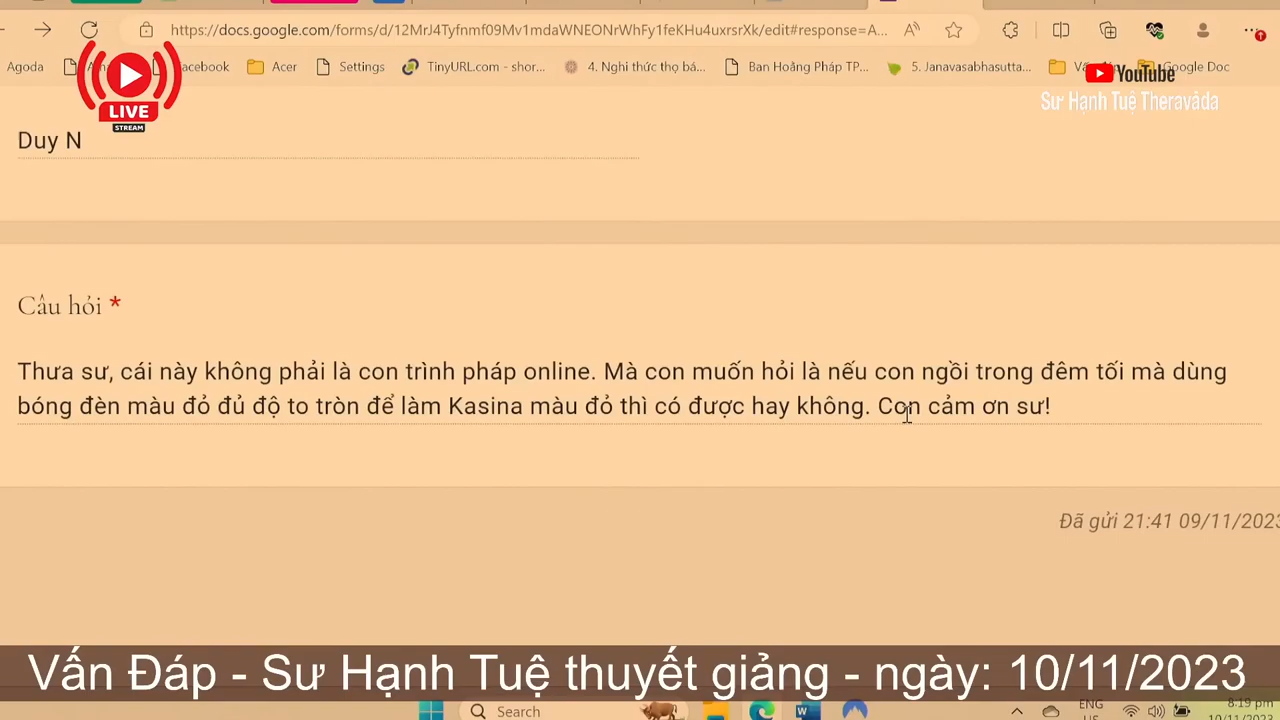 https://docs.google.com/forms/d/12MrJ4Tyfnmf09Mv1mdaWNEONrWhFy1feKHu4uxrsrXk/edit#response=A...
Agoda
Facebook
Acer
Settings
TinyURL.com - shor...
4. Nghi thức thọ bá...
Ban Hoằng Pháp TP...
5. Janavasabhasutta...
Google Doc
LIVE
STREAM
YouTube
Sư Hạnh Tuệ Theravāda
Duy N
Câu hỏi *
Thưa sư, cái này không phải là con trình pháp online. Mà con muốn hỏi là nếu con ngồi trong đêm tối mà dùng
bóng đèn màu đỏ đủ độ to tròn để làm Kasina màu đỏ thì có được hay không. Con cảm ơn sư!
Đã gửi 21:41 09/11/2023
Vấn Đáp - Sư Hạnh Tuệ thuyết giảng - ngày: 10/11/2023
Search
ENG
8:19 pm